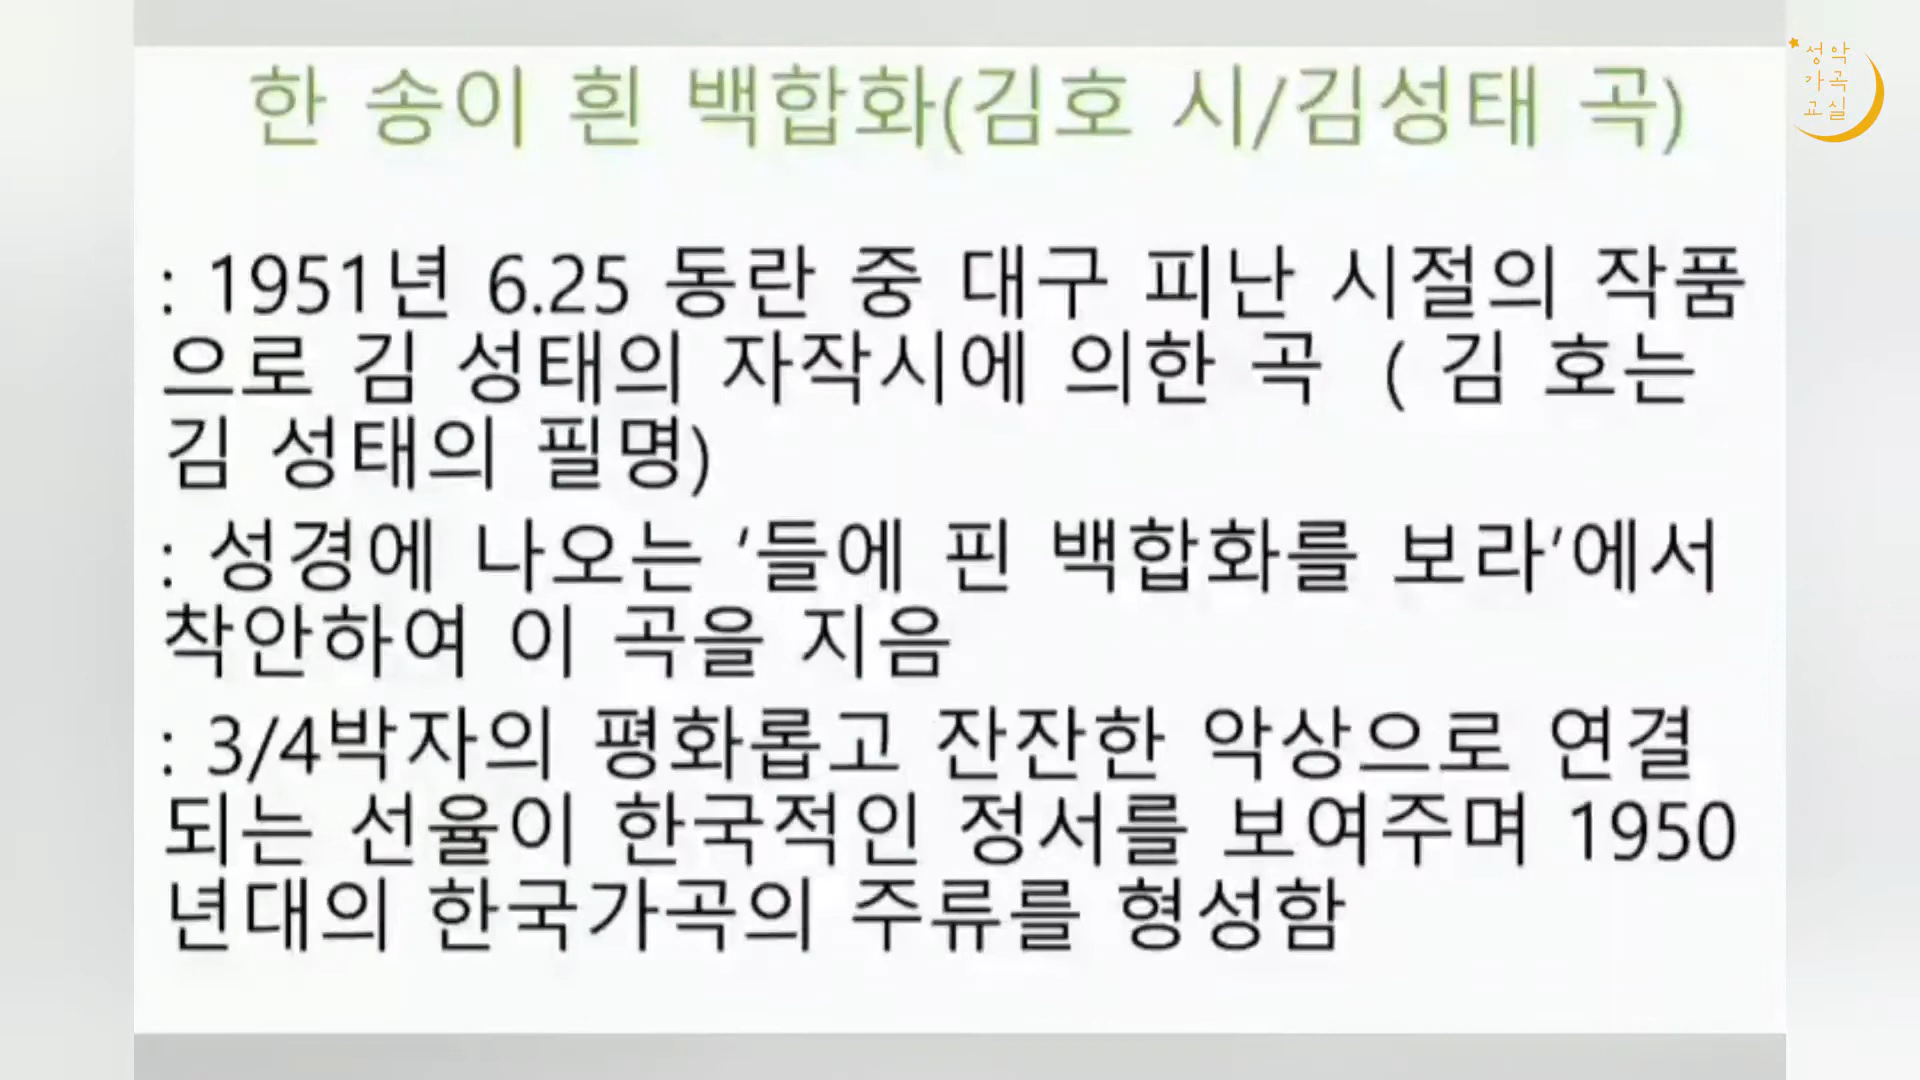 한 송이 흰 백합화(김호 시/김성태 곡)
: 1951년 6.25 동란 중 대구 피난 시절의 작품
으로 김 성태의 자작시에 의한 곡 ( 김 호는
김 성태의 필명)
: 성경에 나오는 '들에 핀 백합화를 보라'에서
착안하여 이 곡을 지음
: 3/4박자의 평화롭고 잔잔한 악상으로 연결
되는 선율이 한국적인 정서를 보여주며 1950
년대의 한국가곡의 주류를 형성함
성악
가곡
교실